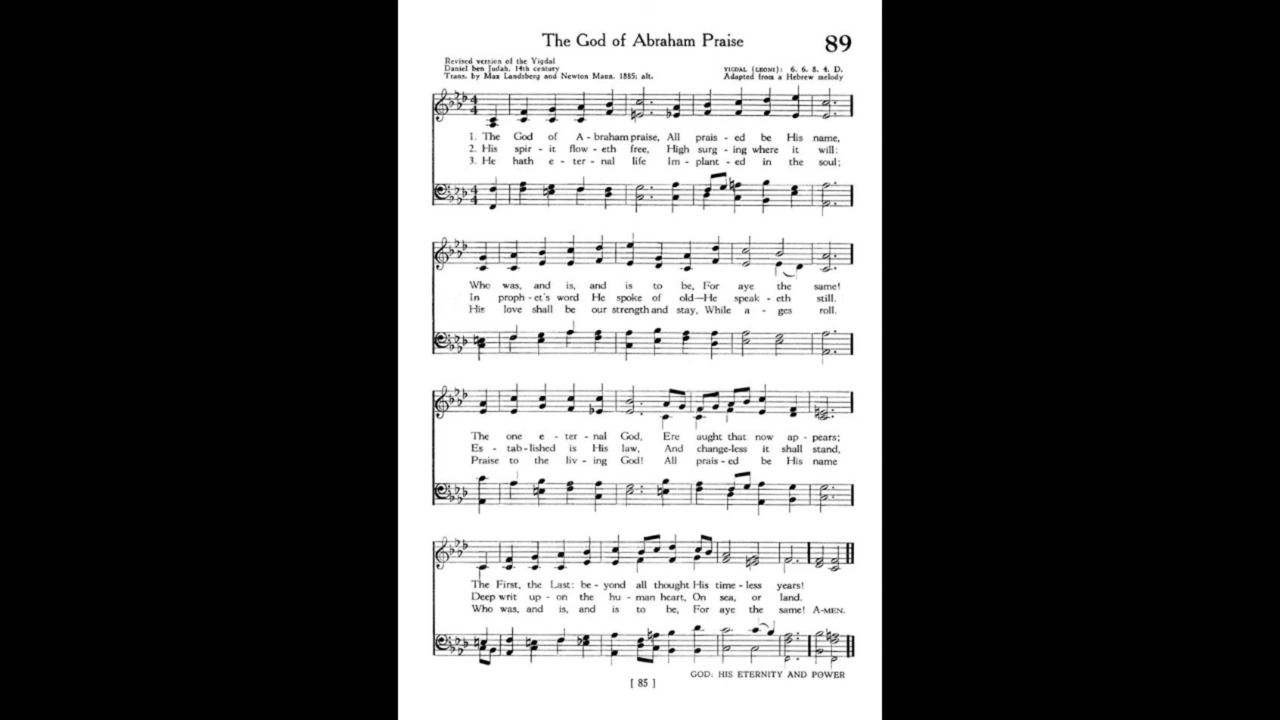 The God of Abraham Praise
89
Revised version of the Yigdal
Daniel ben Judah, 14th century
Trans. by Max Landsberg and Newton Mann, 1885; alt.
YIGDAL (LEONI): 6. 6. 8. 4. D.
Adapted from a Hebrew melody
1. The God of A - braham praise, All prais - ed be His name,
2. His spir - it flow - eth free, High surg - ing where it will:
3. He hath e - ter - nal life Im - plant - ed in the soul;
Who was, and is, and is to be, For aye the same!
In proph - et's word He spoke of old—He speak - eth still.
His love shall be our strength and stay, While a - ges roll.
The one e - ter - nal God, Ere aught that now ap - pears;
Es - tab - lished is His law, And change-less it shall stand,
Praise to the liv - ing God! All prais - ed be His name
The First, the Last: be - yond all thought His time - less years!
Deep writ up - on the hu - man heart, On sea, or land.
Who was, and is, and is to be, For aye the same! A-MEN.
GOD: HIS ETERNITY AND POWER
[ 85 ]